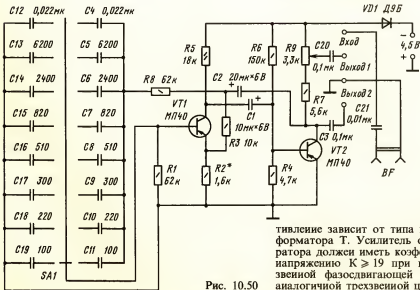 C12 0,022мк
C4 0,022мк
C13 6200
C5 6200
C14 2400
C6 2400
C15 820
C7 820
C16 510
C8 510
C17 300
C9 300
C18 220
C10 220
C19 100
C11 100
SA1
R8 62к
R1 62к
R5 18к
C2 20мк*6В
VT1
МП40
C1
10мк*6В
R3 10к
R2* 1,6к
R6 150к
R4 4,7к
R9 3,3к
C20 0,1мк
R7 5,6к
C3 0,1мк
VT2
МП40
VD1 Д9Б
Вход
Выход1
Выход2
4,5В
C21
0,01мк
BF
Рис. 10.50
тивление зависит от типа
форматора Т. Усилитель
ратора должен иметь коэф
напряжению К ⩾ 19 при
звенной фазосдвигающей
аналогичной трехзвенной